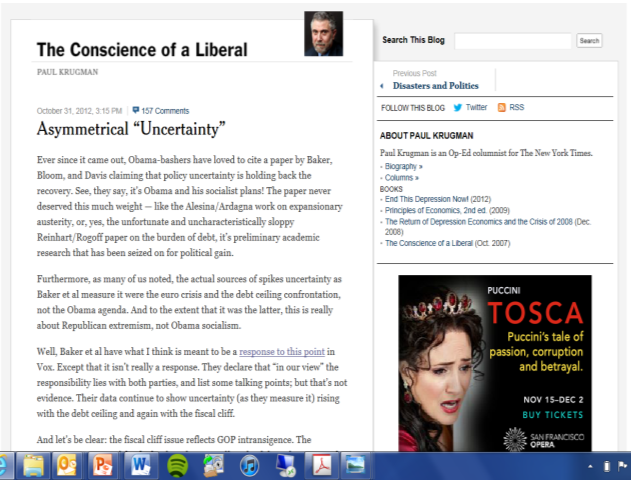 The Conscience of a Liberal
PAUL KRUGMAN
October 31, 2012, 3:15 PM 157 Comments
Asymmetrical “Uncertainty”
Ever since it came out, Obama-bashers have loved to cite a paper by Baker,
Bloom, and Davis claiming that policy uncertainty is holding back the
recovery. See, they say, it’s Obama and his socialist plans! The paper never
deserved this much weight — like the Alesina/Ardagna work on expansionary
austerity, or, yes, the unfortunate and uncharacteristically sloppy
Reinhart/Rogoff paper on the burden of debt, it’s preliminary academic
research that has been seized on for political gain.
Furthermore, as many of us noted, the actual sources of spikes uncertainty as
Baker et al measure it were the euro crisis and the debt ceiling confrontation,
not the Obama agenda. And to the extent that it was the latter, this is really
about Republican extremism, not Obama socialism.
Well, Baker et al have what I think is meant to be a response to this point in
Vox. Except that it isn’t really a response. They declare that “in our view” the
responsibility lies with both parties, and list some talking points; but that’s not
evidence. Their data continue to show uncertainty (as they measure it) rising
with the debt ceiling and again with the fiscal cliff.
And let’s be clear: the fiscal cliff issue reflects GOP intransigence. The
Search This Blog
Search
Previous Post
Disasters and Politics
FOLLOW THIS BLOG Twitter RSS
ABOUT PAUL KRUGMAN
Paul Krugman is an Op-Ed columnist for The New York Times.
- Biography »
- Columns »
BOOKS
- End This Depression Now! (2012)
- Principles of Economics, 2nd ed. (2009)
- The Return of Depression Economics and the Crisis of 2008 (Dec.
2008)
- The Conscience of a Liberal (Oct. 2007)
PUCCINI
TOSCA
Puccini's tale of
passion, corruption
and betrayal.
NOV 15–DEC 2
BUY TICKETS
SAN FRANCISCO
OPERA